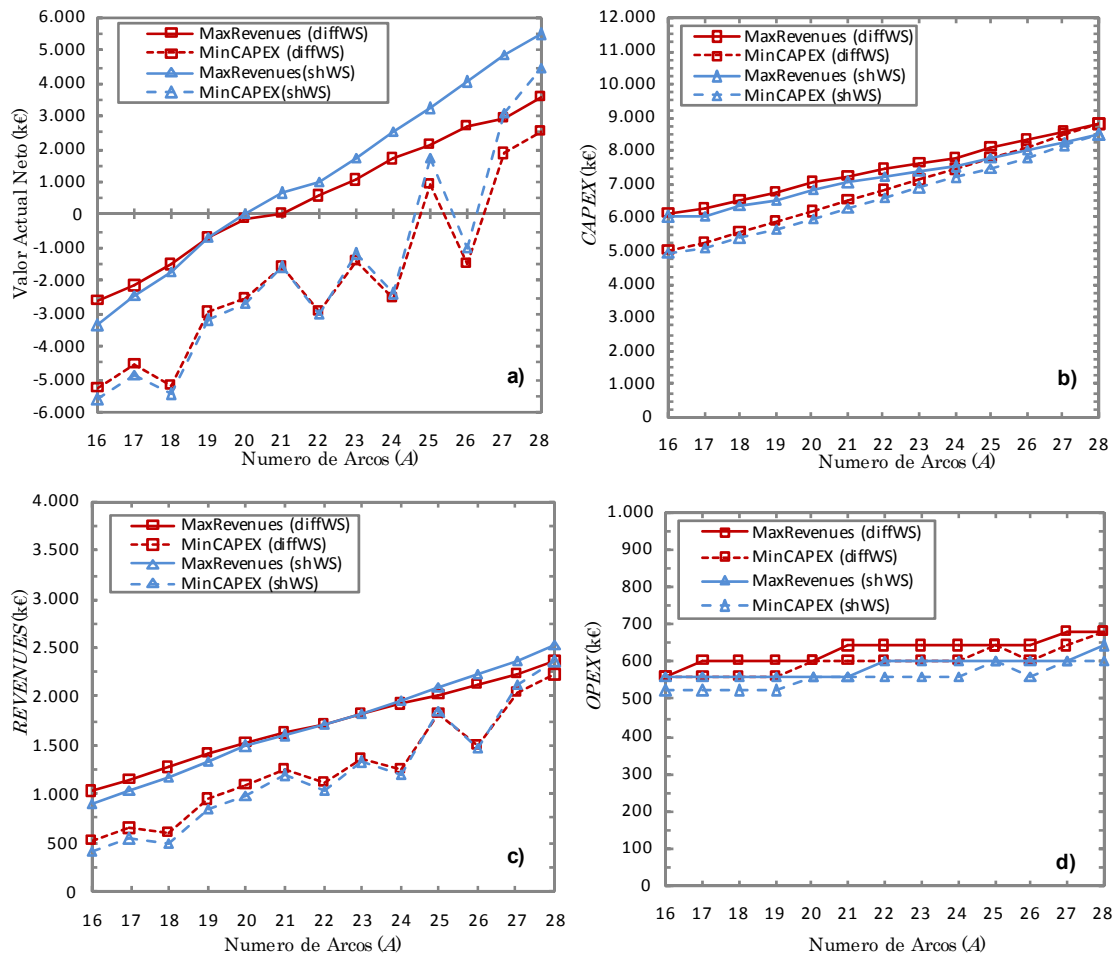 6.000
5.000
4.000
3.000
2.000
1.000
0
-1.000
-2.000
-3.000
-4.000
-5.000
-6.000
Valor Actual Neto (k€)
MaxRevenues (diffWS)
MinCAPEX (diffWS)
MaxRevenues(shWS)
MinCAPEX(shWS)
a)
16 17 18 19 20 21 22 23 24 25 26 27 28
Numero de Arcos (A)
12.000
11.000
10.000
9.000
8.000
7.000
6.000
5.000
4.000
3.000
2.000
1.000
0
CAPEX (k€)
MaxRevenues (diffWS)
MinCAPEX (diffWS)
MaxRevenues (shWS)
MinCAPEX (shWS)
b)
16 17 18 19 20 21 22 23 24 25 26 27 28
Numero de Arcos (A)
4.000
3.500
3.000
2.500
2.000
1.500
1.000
500
0
REVENUES (k€)
MaxRevenues (diffWS)
MinCAPEX (diffWS)
MaxRevenues (shWS)
MinCAPEX (shWS)
c)
16 17 18 19 20 21 22 23 24 25 26 27 28
Numero de Arcos (A)
1.000
900
800
700
600
500
400
300
200
100
0
OPEX (k€)
MaxRevenues (diffWS)
MinCAPEX (diffWS)
MaxRevenues (shWS)
MinCAPEX (shWS)
d)
16 17 18 19 20 21 22 23 24 25 26 27 28
Numero de Arcos (A)